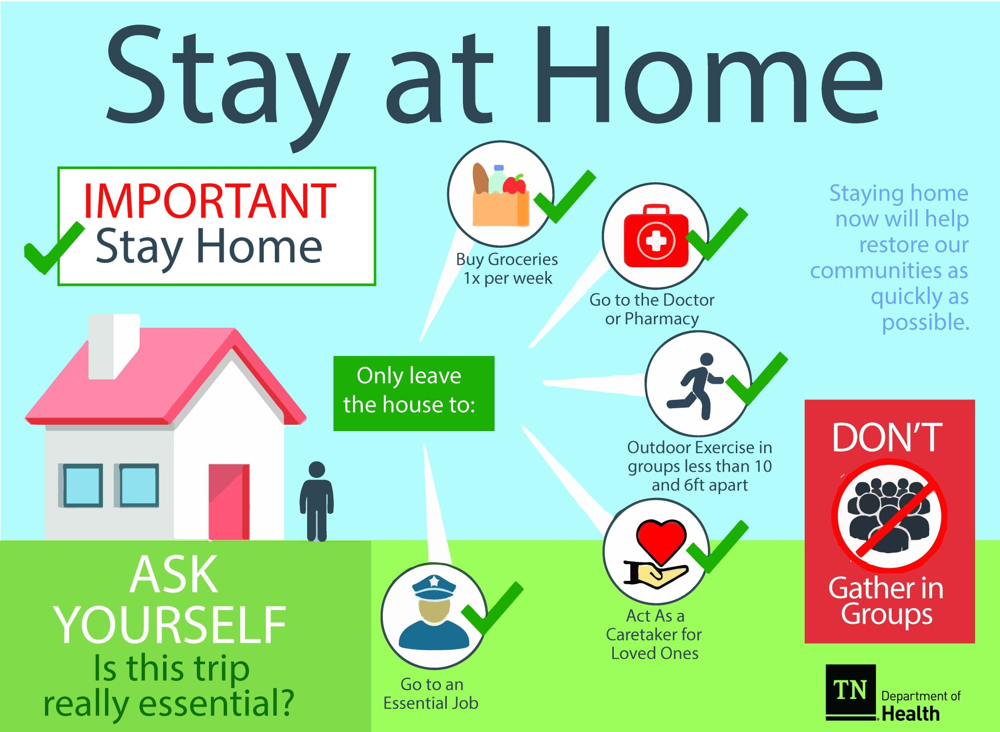 Stay at Home
IMPORTANT
Stay Home
Buy Groceries
1x per week
Go to the Doctor
or Pharmacy
Staying home
now will help
restore our
communities as
quickly as
possible.
Only leave
the house to:
Outdoor Exercise in
groups less than 10
and 6ft apart
DON'T
Gather in
Groups
ASK
YOURSELF
Is this trip
really essential?
Act As a
Caretaker for
Loved Ones
Go to an
Essential Job
TN
Department of
Health